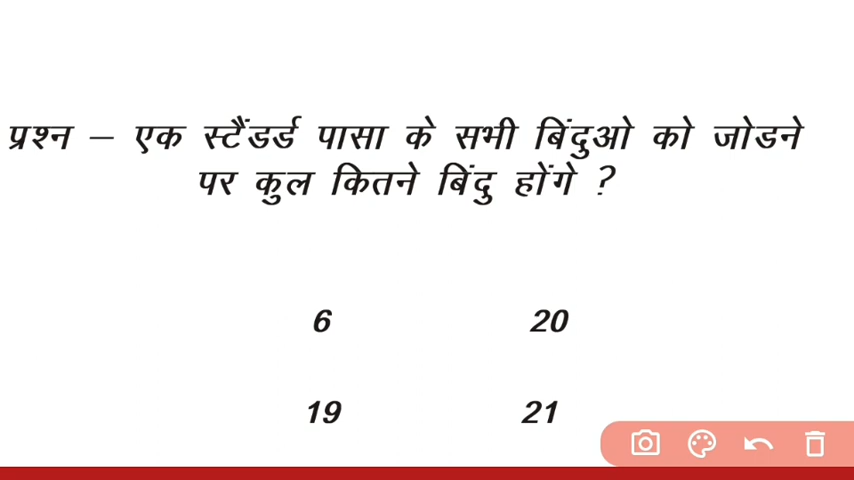 प्रश्न – एक स्टैंडर्ड पासा के सभी बिंदुओ को जोडने
पर कुल कितने बिंदु होंगे ?
6 20
19 21